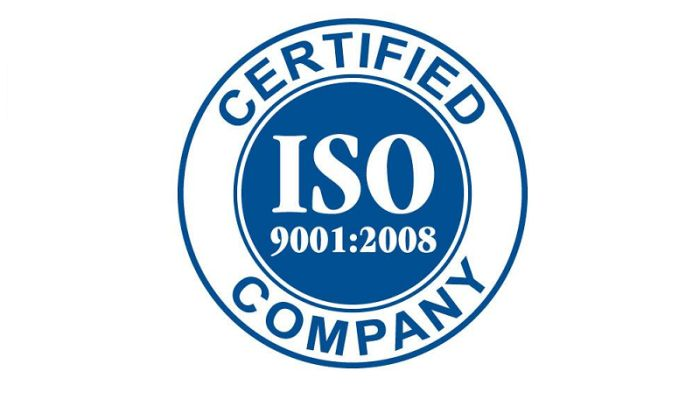 CERTIFIED
ISO
9001:2008
COMPANY